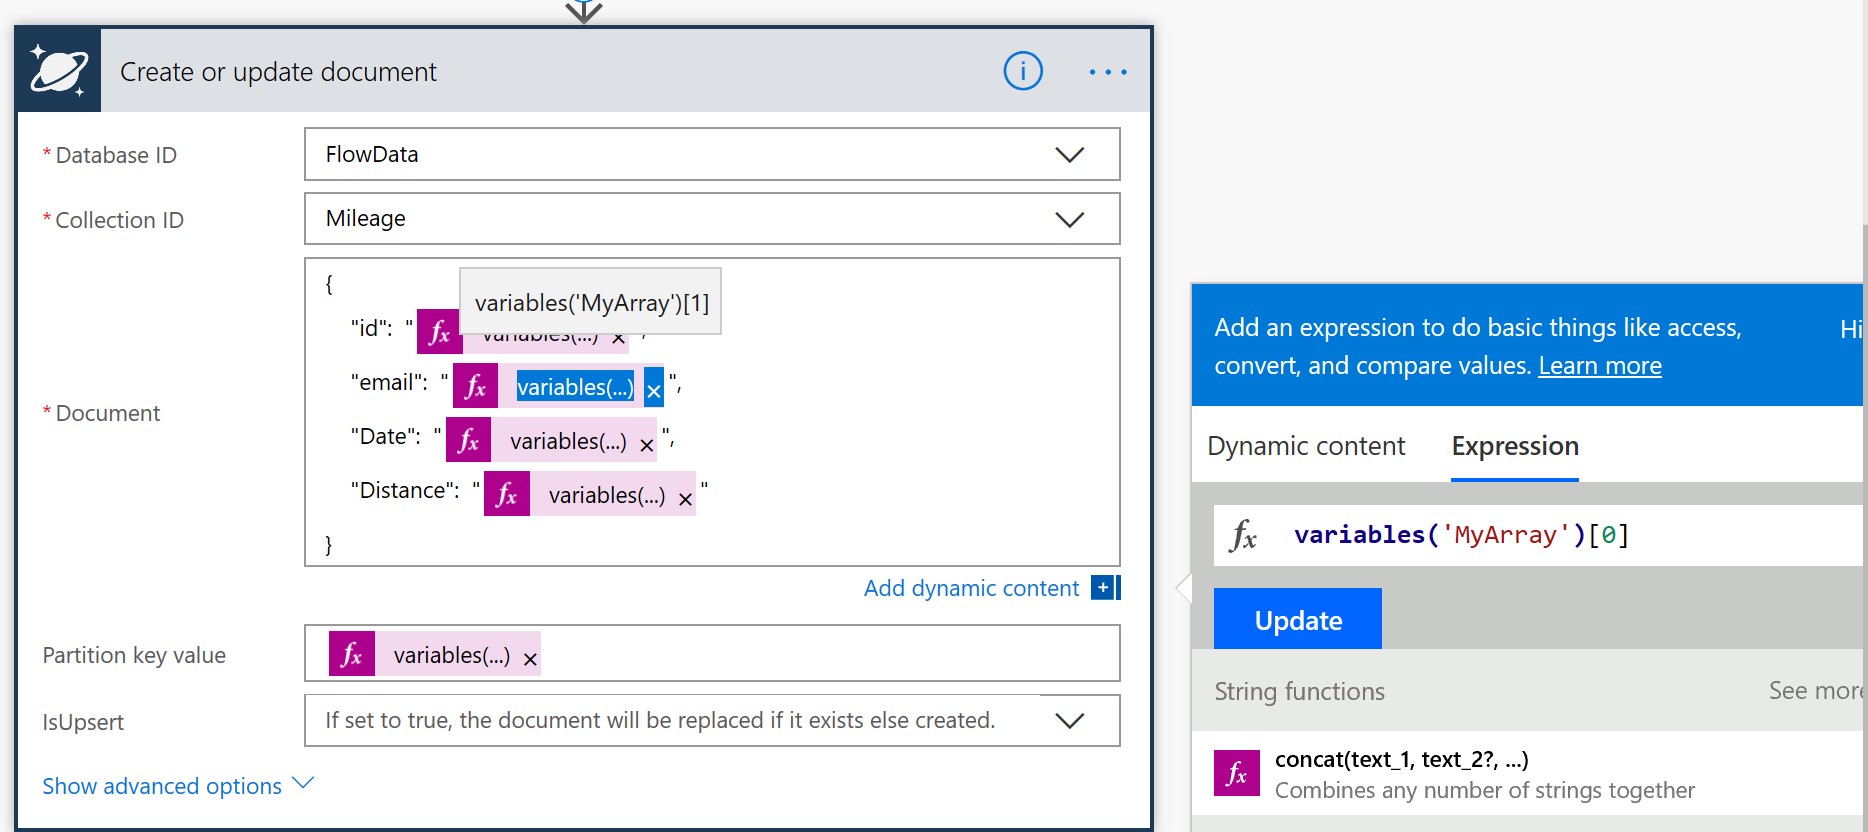 Create or update document
* Database ID
FlowData
* Collection ID
Mileage
* Document
{
variables('MyArray')[1]
"id": " fx variables(...) × ",
"email": " fx variables(...) × ",
"Date": " fx variables(...) × ",
"Distance": " fx variables(...) × "
}
Add dynamic content +
Partition key value
fx variables(...) ×
IsUpsert
If set to true, the document will be replaced if it exists else created.
Show advanced options
Add an expression to do basic things like access,
convert, and compare values. Learn more
Hi
Dynamic content
Expression
fx variables('MyArray')[0]
Update
String functions
See more
fx concat(text_1, text_2?, ...)
Combines any number of strings together